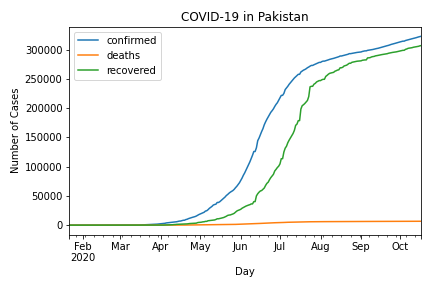 COVID-19 in Pakistan
confirmed
deaths
recovered
Number of Cases
300000
250000
200000
150000
100000
50000
0
Feb Mar Apr May Jun Jul Aug Sep Oct
2020
Day